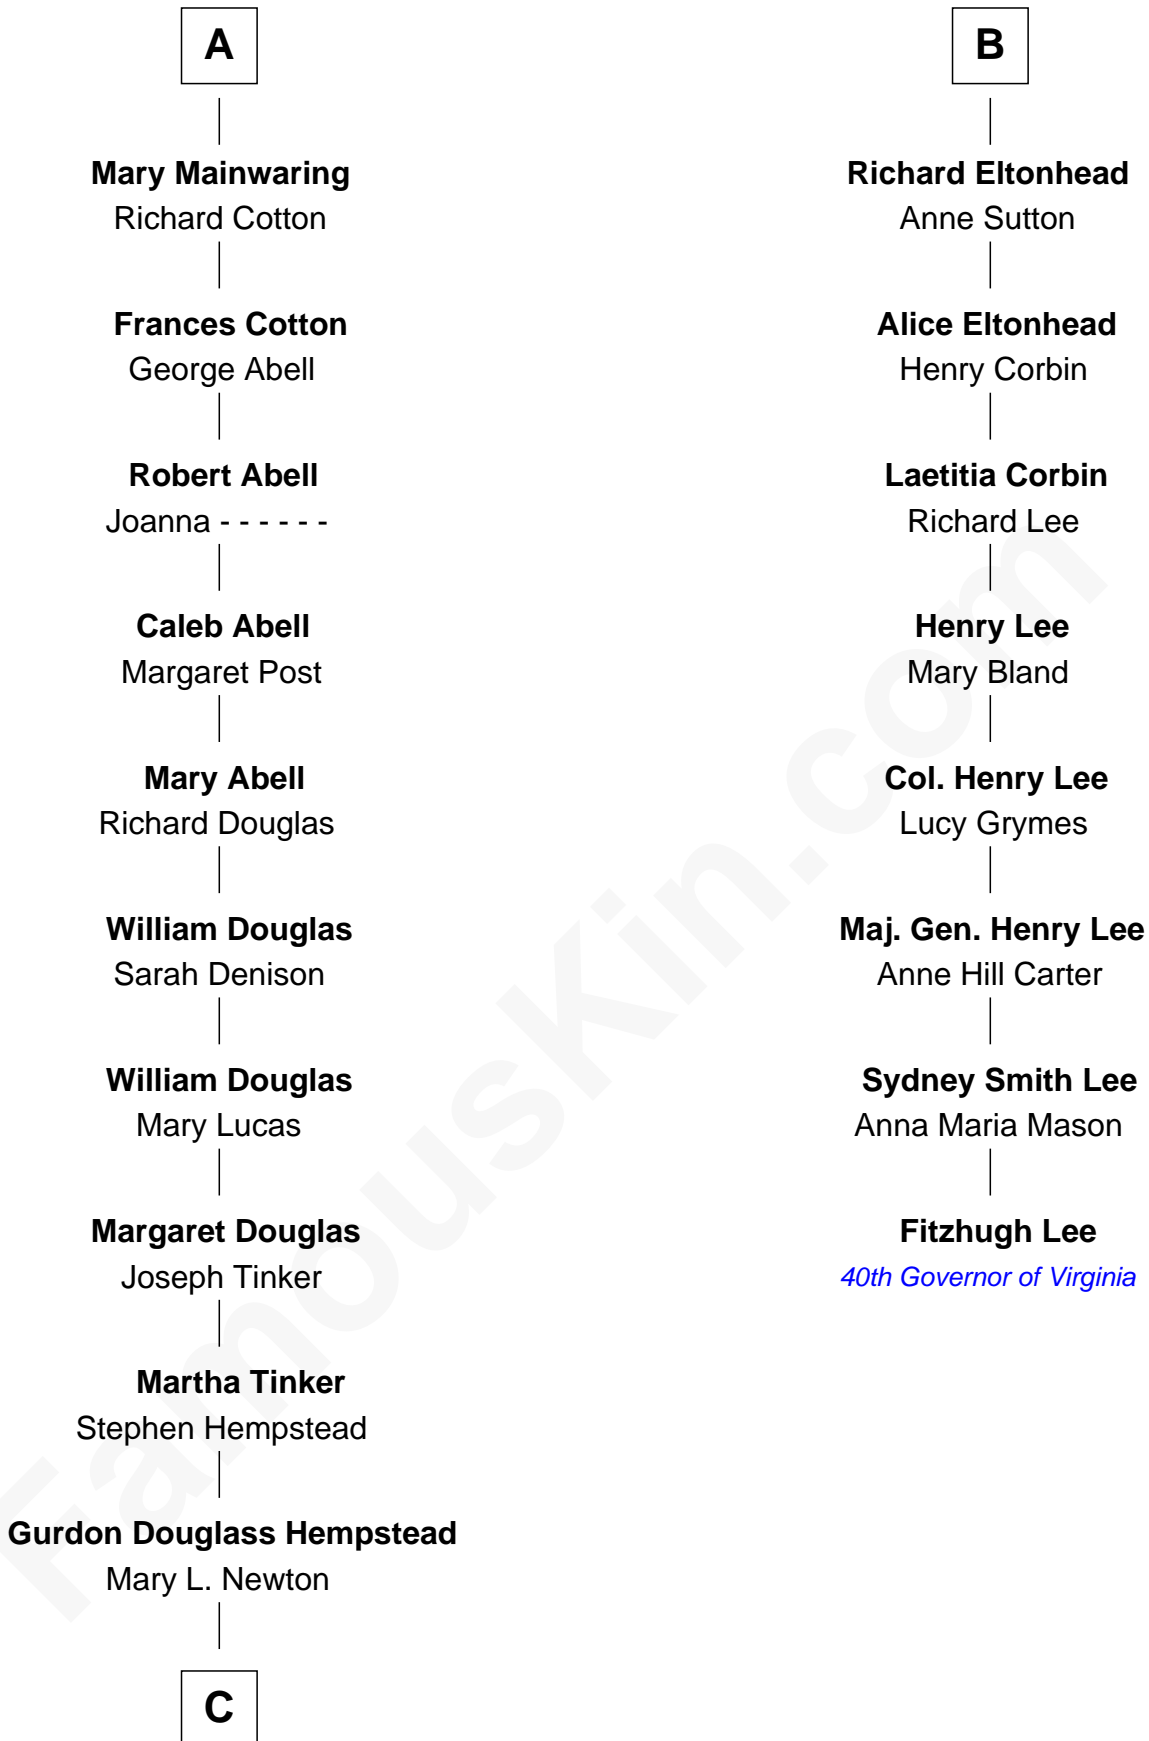 A
Mary Mainwaring
Richard Cotton
Frances Cotton
George Abell
Robert Abell
Joanna - - - - - -
Caleb Abell
Margaret Post
Mary Abell
Richard Douglas
William Douglas
Sarah Denison
William Douglas
Mary Lucas
Margaret Douglas
Joseph Tinker
Martha Tinker
Stephen Hempstead
Gurdon Douglass Hempstead
Mary L. Newton
C
B
Richard Eltonhead
Anne Sutton
Alice Eltonhead
Henry Corbin
Laetitia Corbin
Richard Lee
Henry Lee
Mary Bland
Col. Henry Lee
Lucy Grymes
Maj. Gen. Henry Lee
Anne Hill Carter
Sydney Smith Lee
Anna Maria Mason
Fitzhugh Lee
40th Governor of Virginia
FamousKin.com